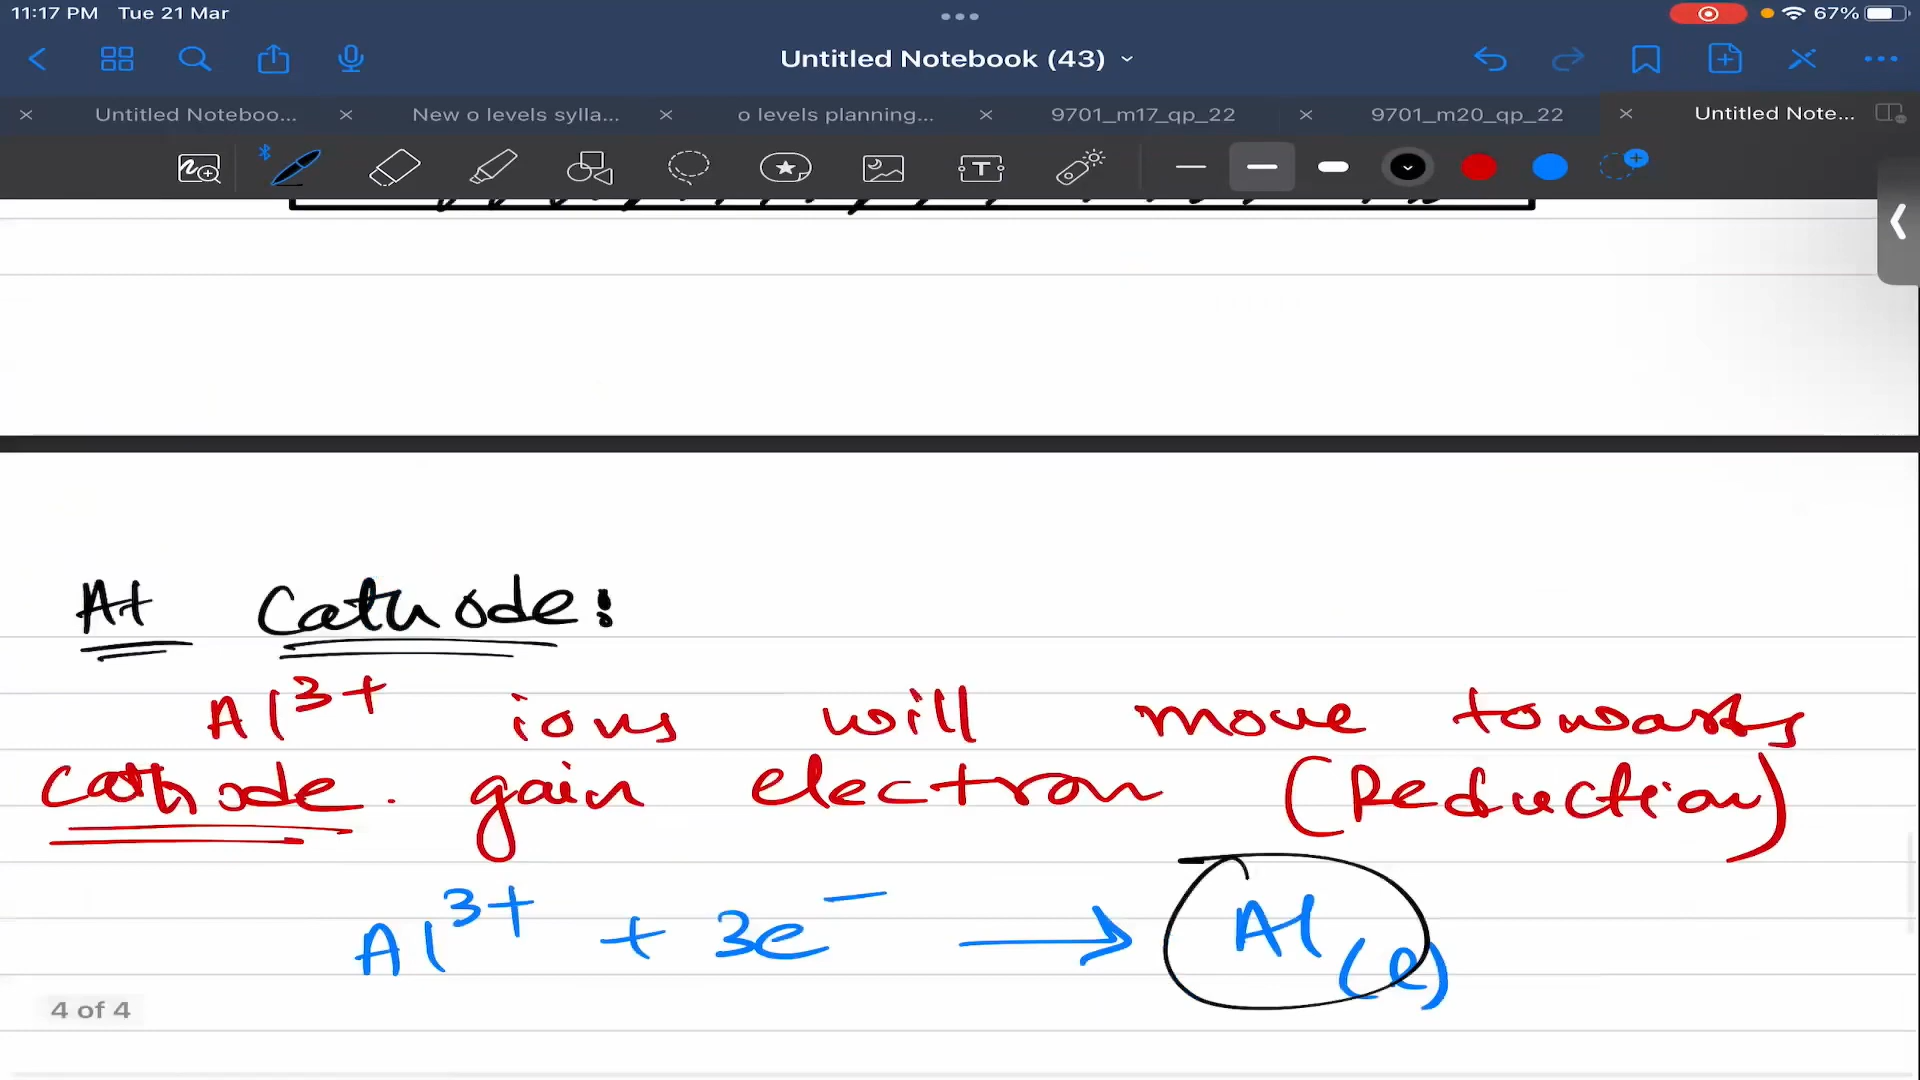 11:17 PM Tue 21 Mar
67%
Untitled Notebook (43)
Untitled Noteboo...
New o levels sylla...
o levels planning...
9701_m17_qp_22
9701_m20_qp_22
Untitled Note...
At Cathode:
Al³⁺ ions will move towards
cathode. gain electron (Reduction)
Al³⁺ + 3e⁻ → Al(l)
4 of 4